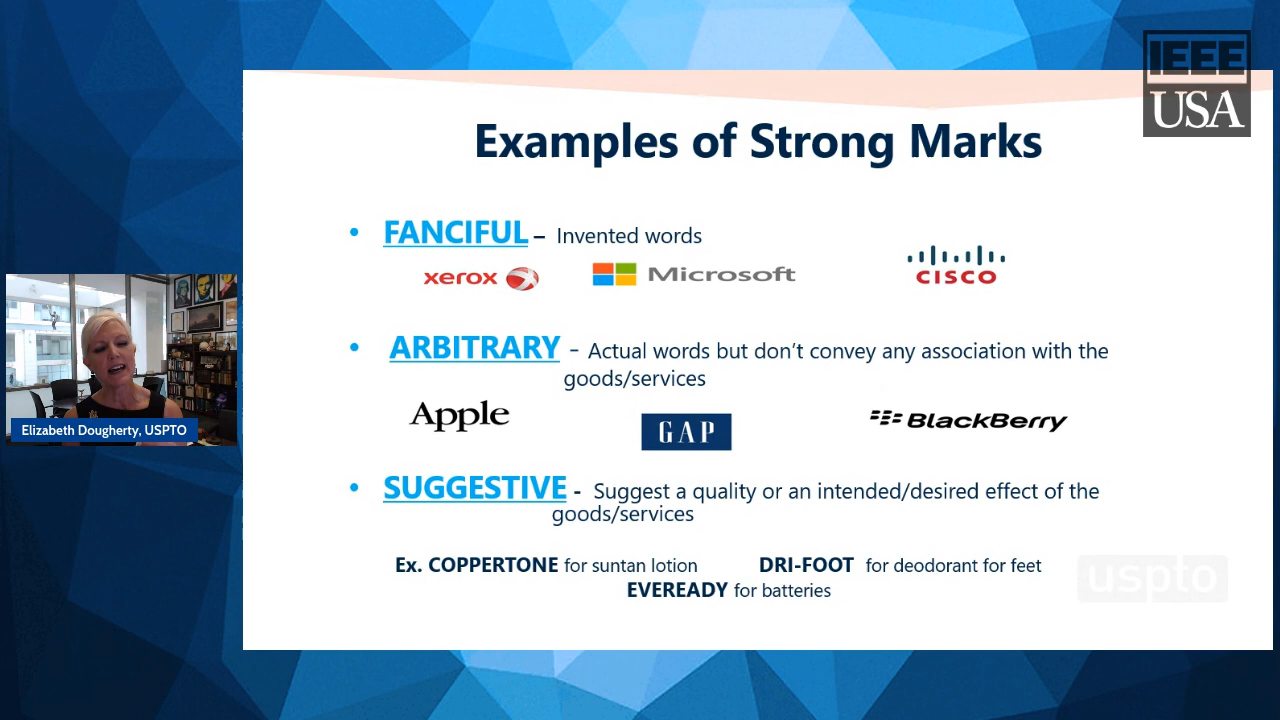 IEEE
USA
Examples of Strong Marks
• FANCIFUL – Invented words
xerox Microsoft CISCO
• ARBITRARY - Actual words but don't convey any association with the
goods/services
Apple GAP BlackBerry
Elizabeth Dougherty, USPTO
• SUGGESTIVE - Suggest a quality or an intended/desired effect of the
goods/services
Ex. COPPERTONE for suntan lotion DRI-FOOT for deodorant for feet
EVEREADY for batteries
uspto